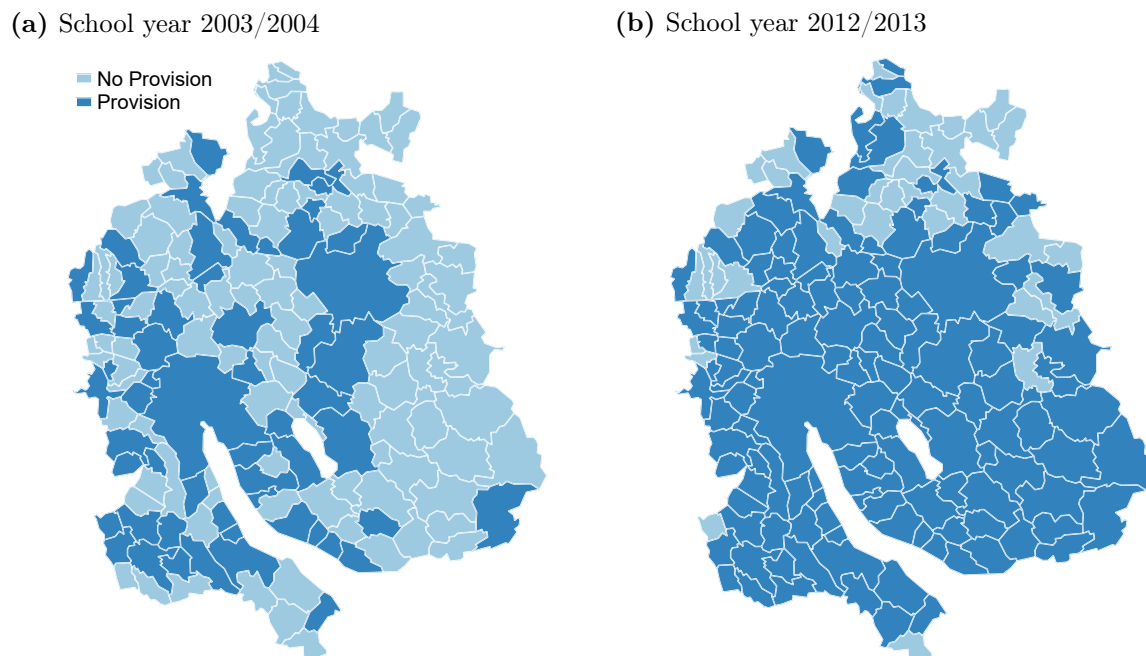 (a) School year 2003/2004
(b) School year 2012/2013
No Provision
Provision